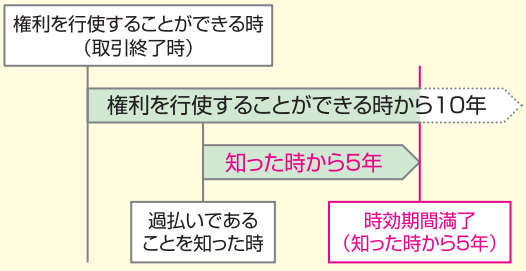 権利を行使することができる時
（取引終了時）
権利を行使することができる時から10年
知った時から5年
過払いである
ことを知った時
時効期間満了
（知った時から5年）